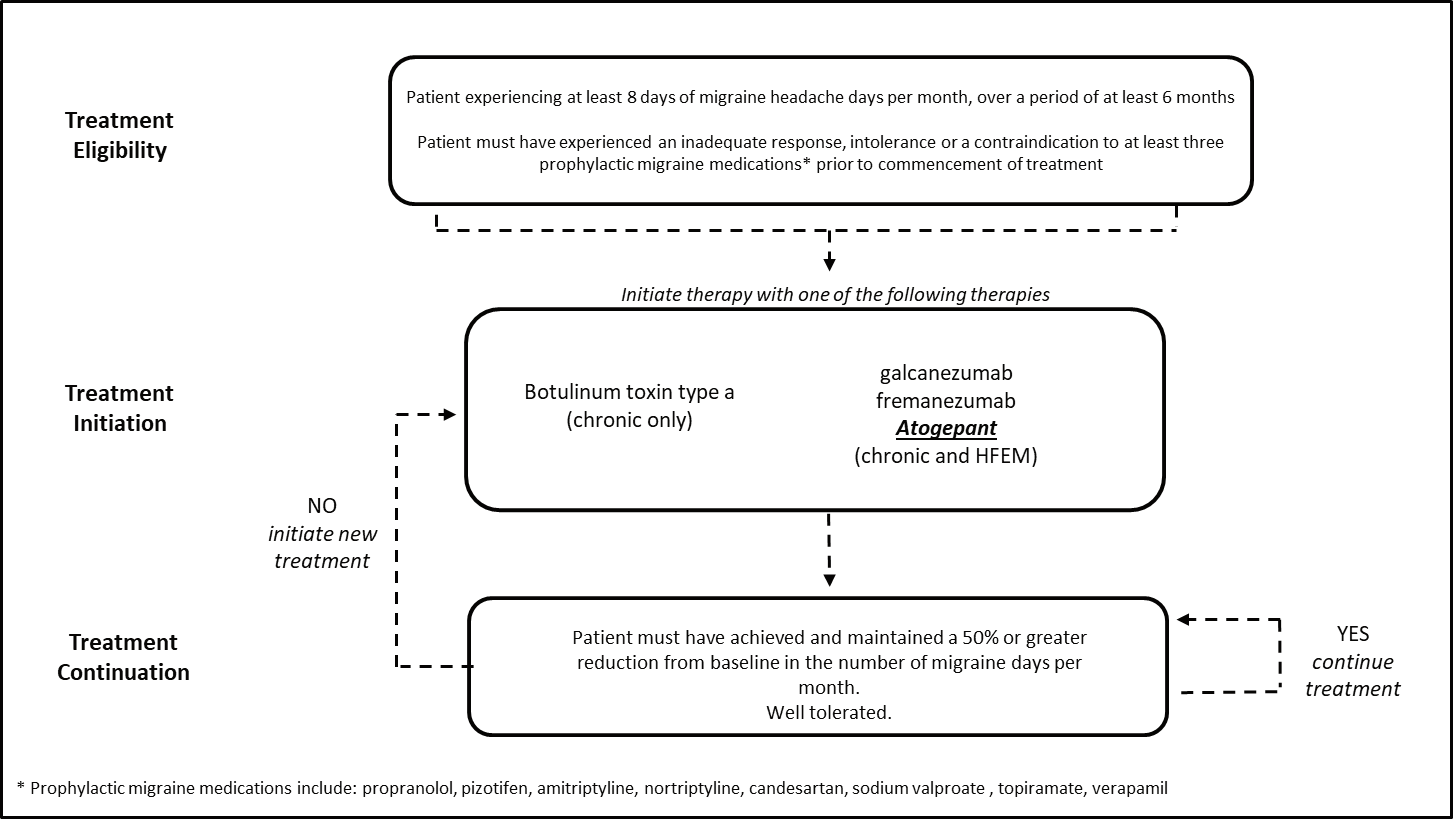 Treatment
Eligibility
Patient experiencing at least 8 days of migraine headache days per month, over a period of at least 6 months
Patient must have experienced an inadequate response, intolerance or a contraindication to at least three
prophylactic migraine medications* prior to commencement of treatment
Initiate therapy with one of the following therapies
Treatment
Initiation
Botulinum toxin type a
(chronic only)
galcanezumab
fremanezumab
Atogepant
(chronic and HFEM)
NO
initiate new
treatment
Treatment
Continuation
Patient must have achieved and maintained a 50% or greater
reduction from baseline in the number of migraine days per
month.
Well tolerated.
YES
continue
treatment
* Prophylactic migraine medications include: propranolol, pizotifen, amitriptyline, nortriptyline, candesartan, sodium valproate , topiramate, verapamil